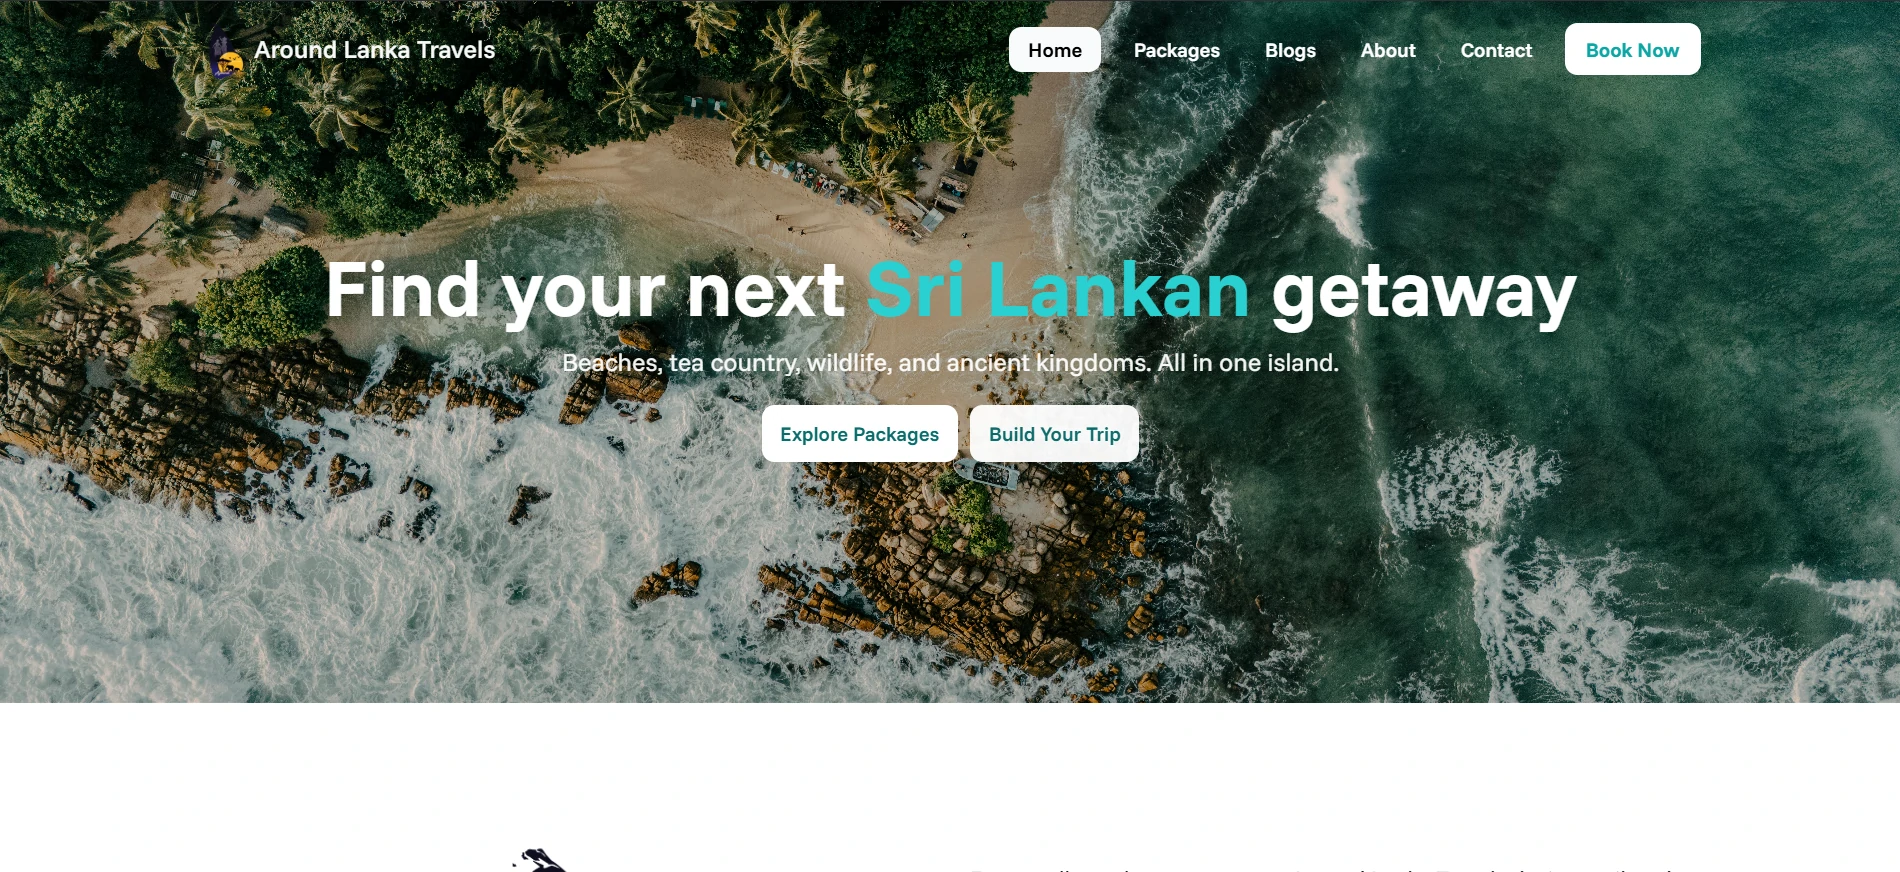 Around Lanka Travels
Home Packages Blogs About Contact Book Now
Find your next Sri Lankan getaway
Beaches, tea country, wildlife, and ancient kingdoms. All in one island.
Explore Packages Build Your Trip